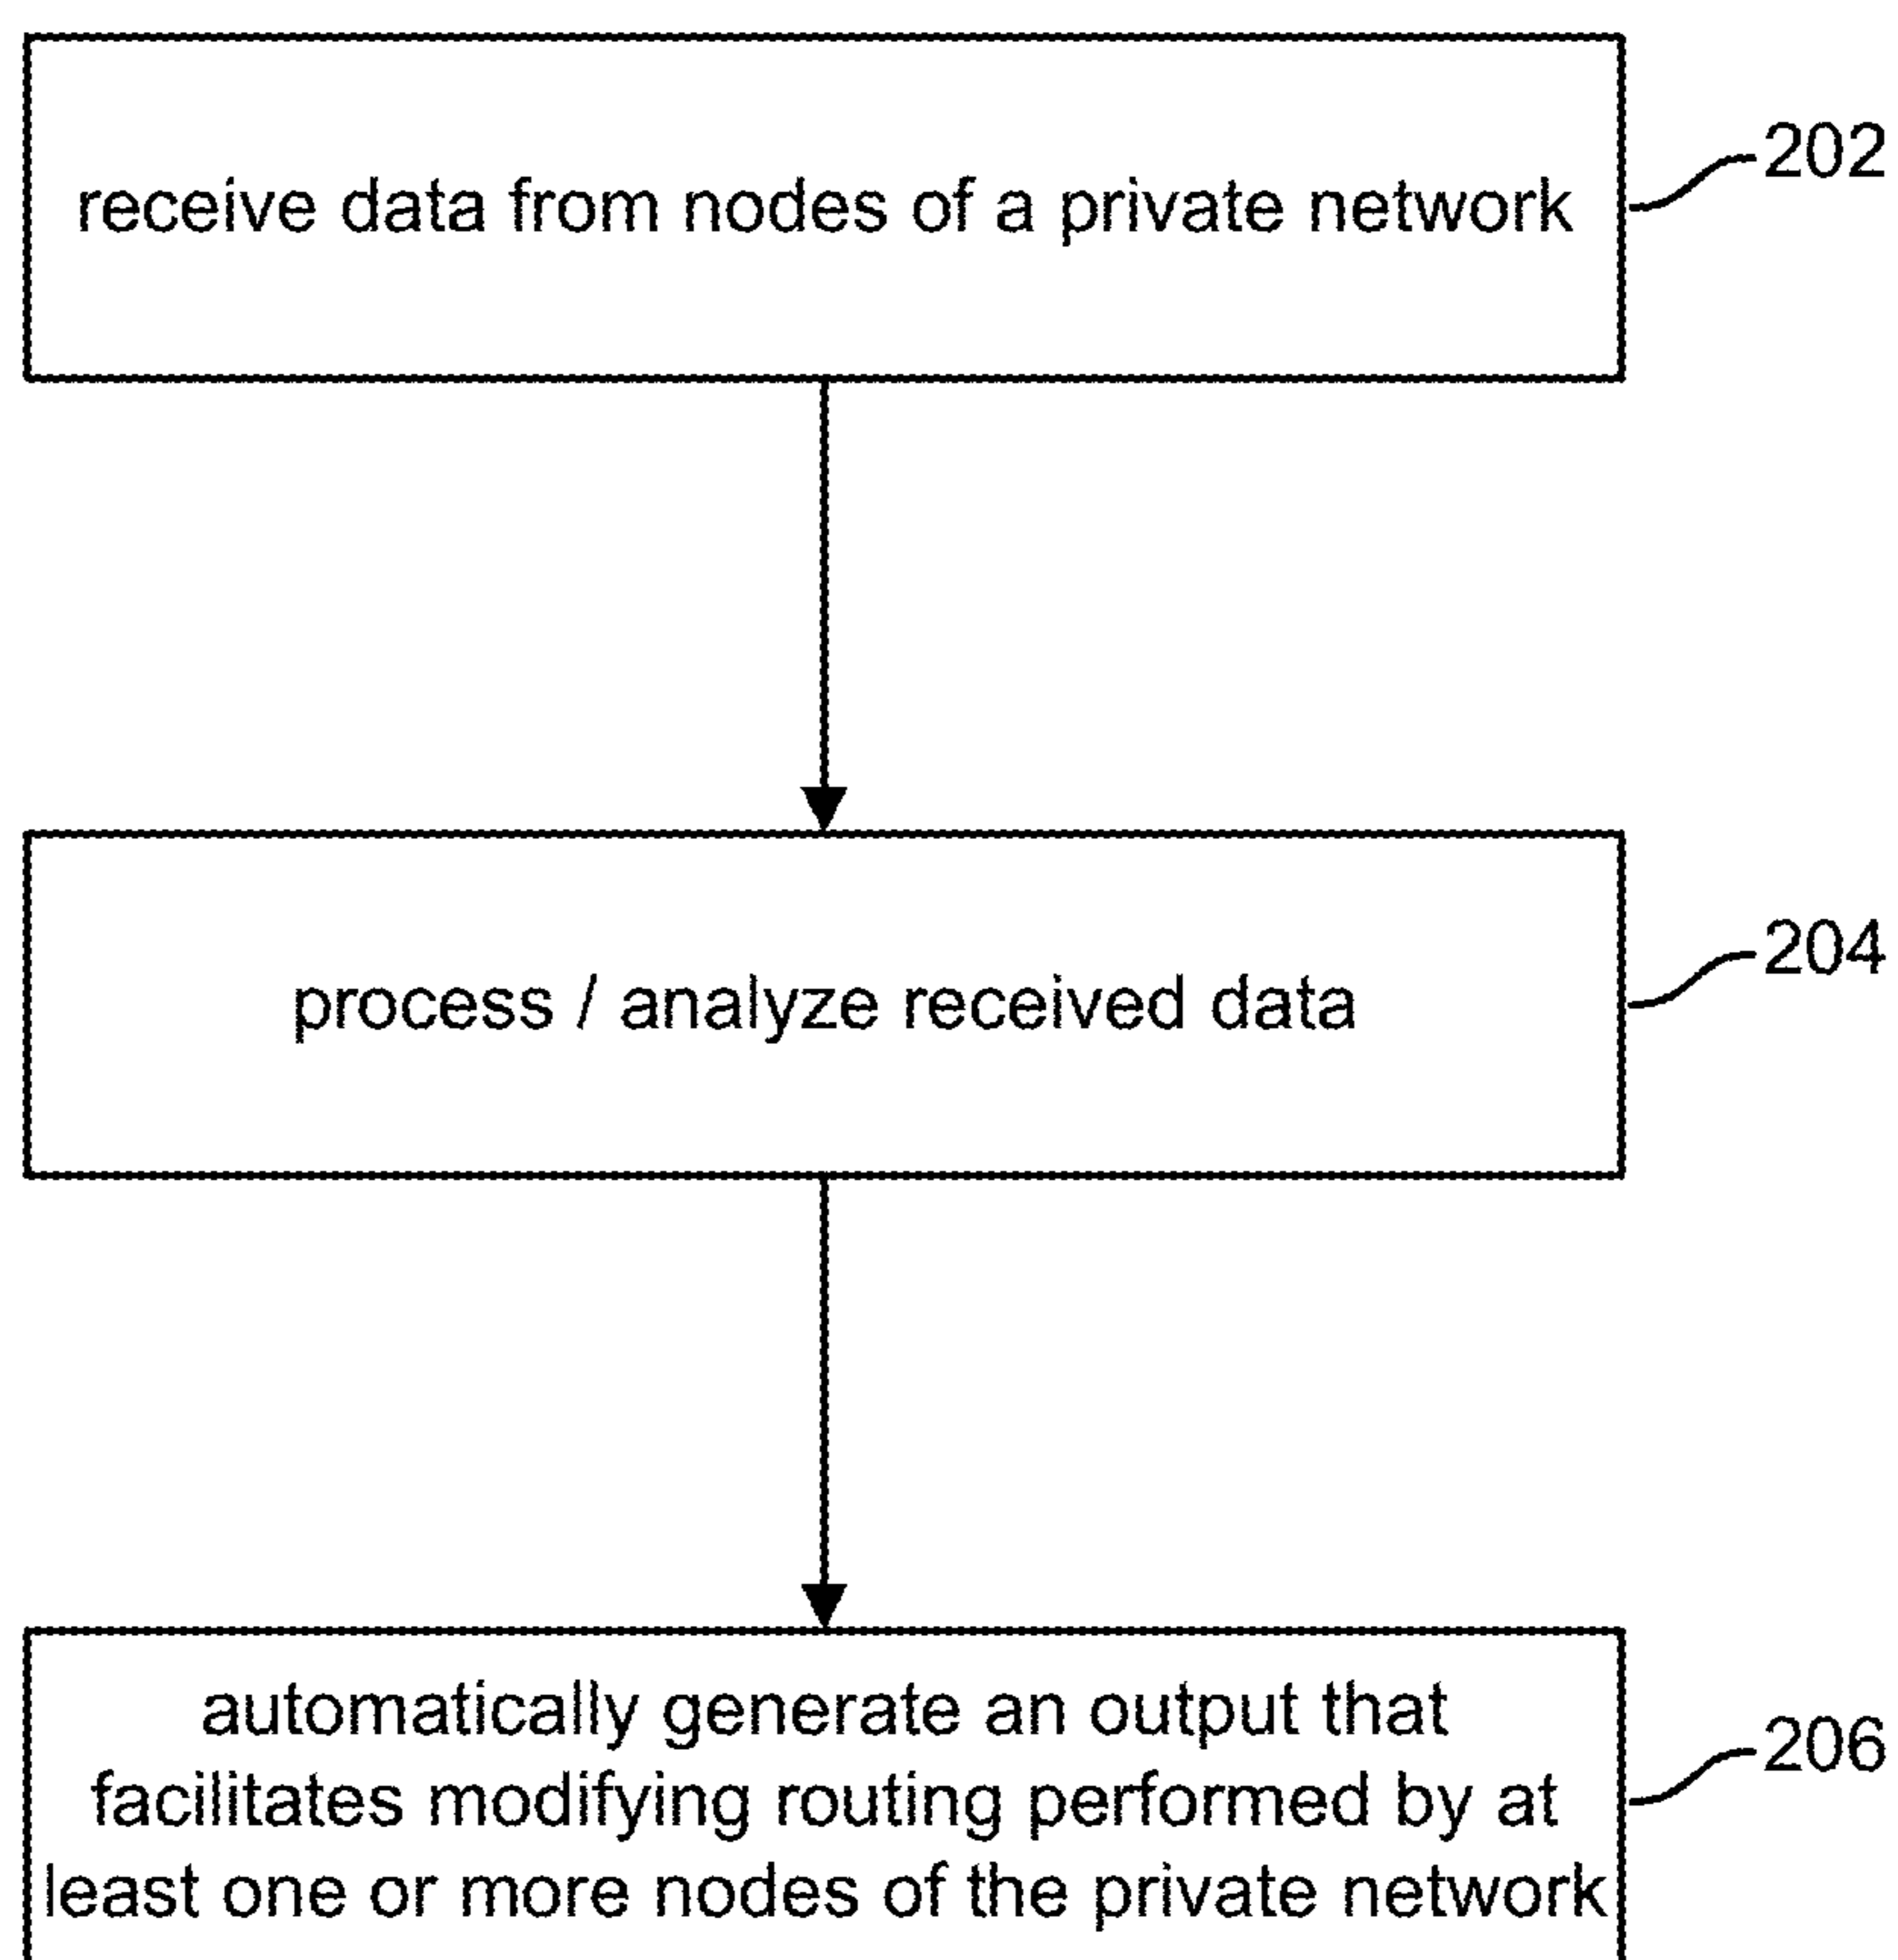 receive data from nodes of a private network
202
process / analyze received data
204
automatically generate an output that
facilitates modifying routing performed by at
least one or more nodes of the private network
206